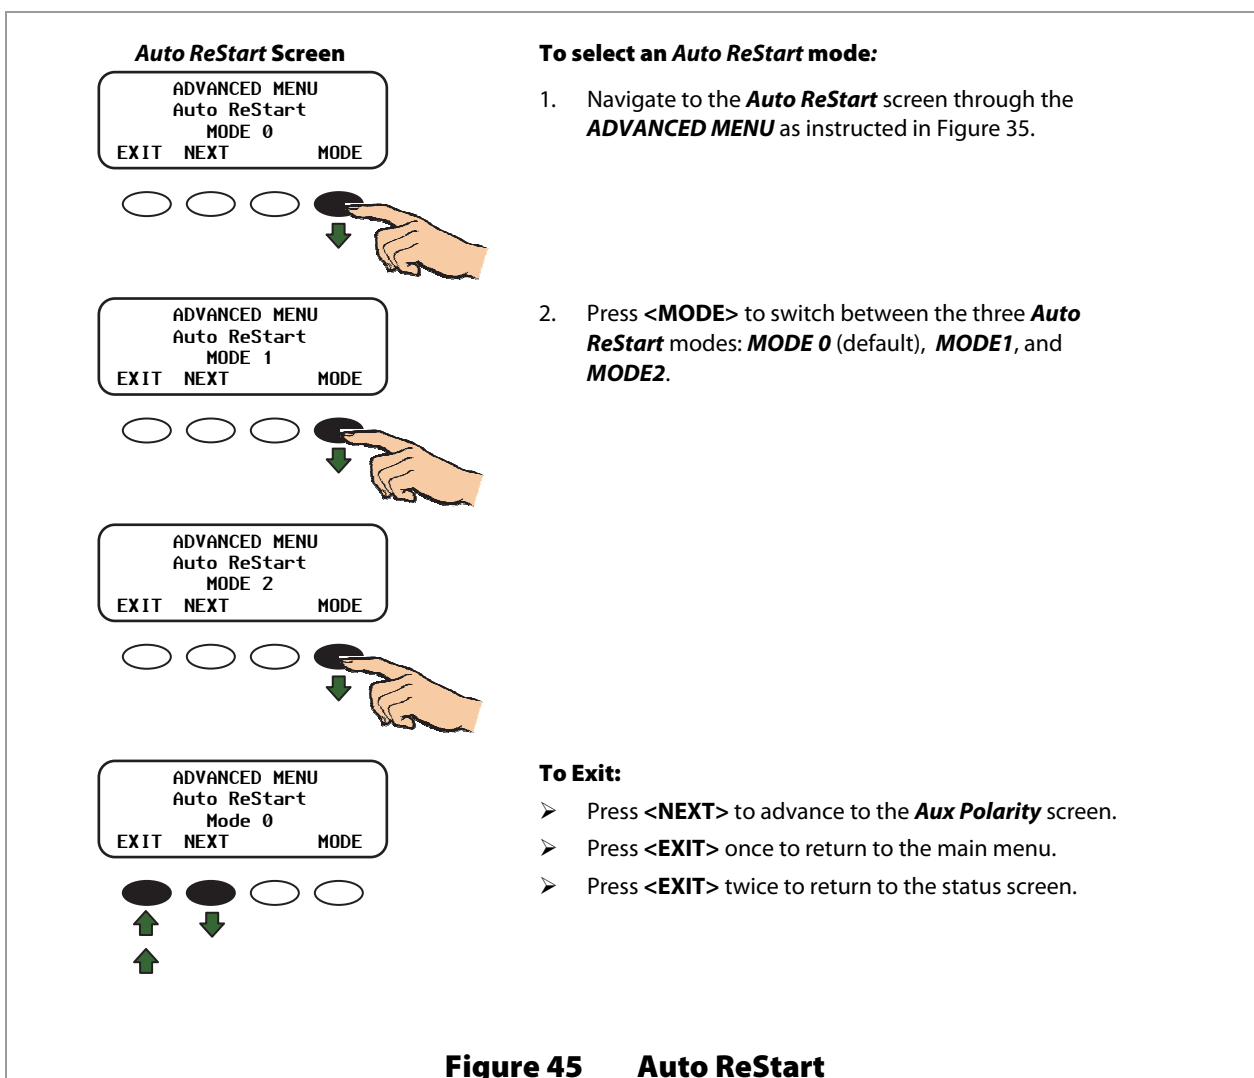 Auto ReStart Screen
ADVANCED MENU
Auto ReStart
MODE 0
EXIT NEXT MODE
To select an Auto ReStart mode:
1. Navigate to the Auto ReStart screen through the
ADVANCED MENU as instructed in Figure 35.
ADVANCED MENU
Auto ReStart
MODE 1
EXIT NEXT MODE
2. Press <MODE> to switch between the three Auto
ReStart modes: MODE 0 (default), MODE1, and
MODE2.
ADVANCED MENU
Auto ReStart
MODE 2
EXIT NEXT MODE
ADVANCED MENU
Auto ReStart
Mode 0
EXIT NEXT MODE
To Exit:
➢ Press <NEXT> to advance to the Aux Polarity screen.
➢ Press <EXIT> once to return to the main menu.
➢ Press <EXIT> twice to return to the status screen.
Figure 45 Auto ReStart